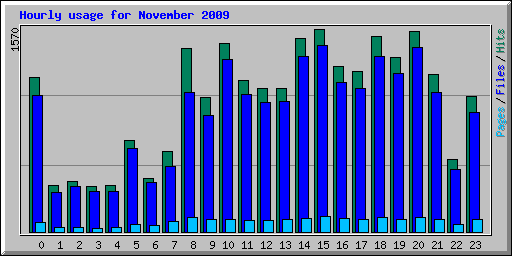 Hourly usage for November 2009
1570
Pages / Files / Hits
0 1 2 3 4 5 6 7 8 9 10 11 12 13 14 15 16 17 18 19 20 21 22 23